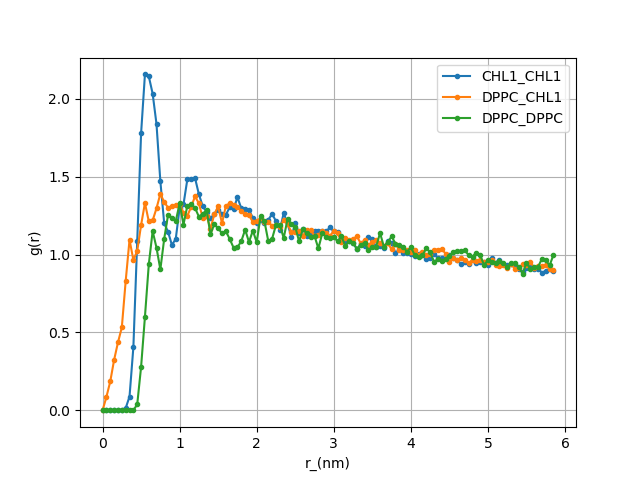 CHL1_CHL1
DPPC_CHL1
DPPC_DPPC
2.0
1.5
1.0
0.5
0.0
g(r)
0 1 2 3 4 5 6
r_(nm)